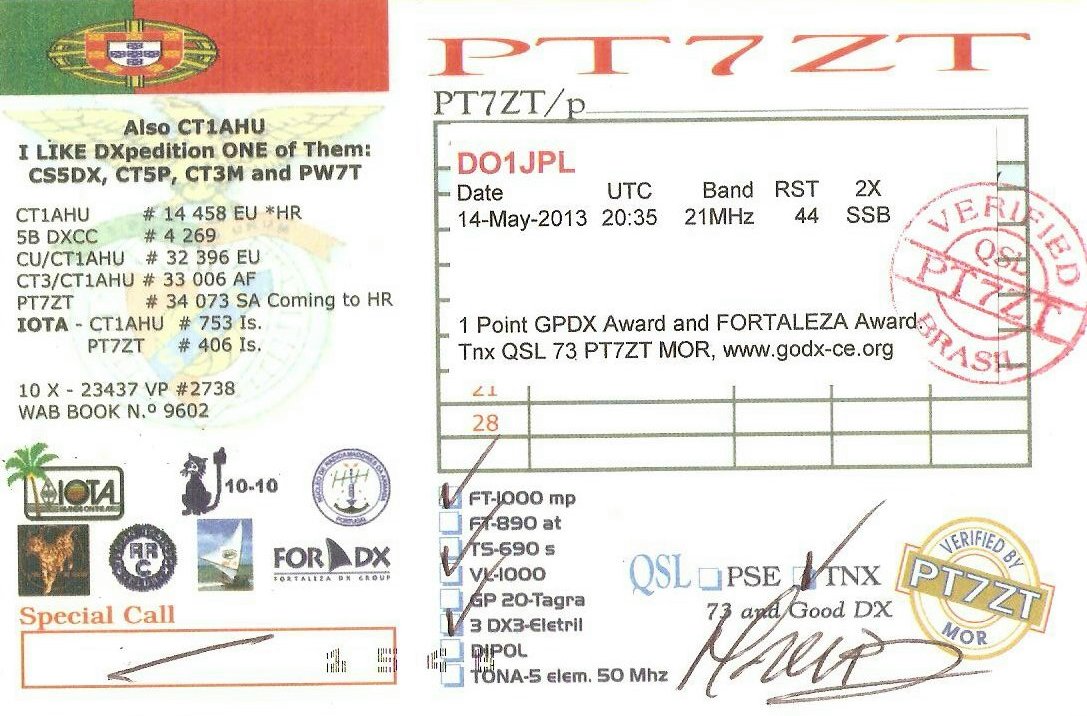 Also CT1AHU
I LIKE DXpedition ONE of Them:
CS5DX, CT5P, CT3M and PW7T
CT1AHU # 14 458 EU *HR
5B DXCC # 4 269
CU/CT1AHU # 32 396 EU
CT3/CT1AHU # 33 006 AF
PT7ZT # 34 073 SA Coming to HR
IOTA - CT1AHU # 753 Is.
PT7ZT # 406 Is.
10 X - 23437 VP #2738
WAB BOOK N.º 9602
IOTA
10-10
PORTUGAL
RRC
FORDX
FORTALEZA DX GROUP
Special Call
PT7ZT
PT7ZT/p
DO1JPL
Date UTC Band RST 2X
14-May-2013 20:35 21MHz 44 SSB
1 Point GPDX Award and FORTALEZA Award.
Tnx QSL 73 PT7ZT MOR, www.godx-ce.org
21
28
VERIFIED
QSL
PT7ZT
BRASIL
FT-1000 mp
FT-890 at
TS-690 s
VL-1000
GP 20-Tagra
3 DX3-Eletril
DIPOL
TONA-5 elem. 50 Mhz
QSL PSE TNX
73 and Good DX
VERIFIED BY
PT7ZT
MOR